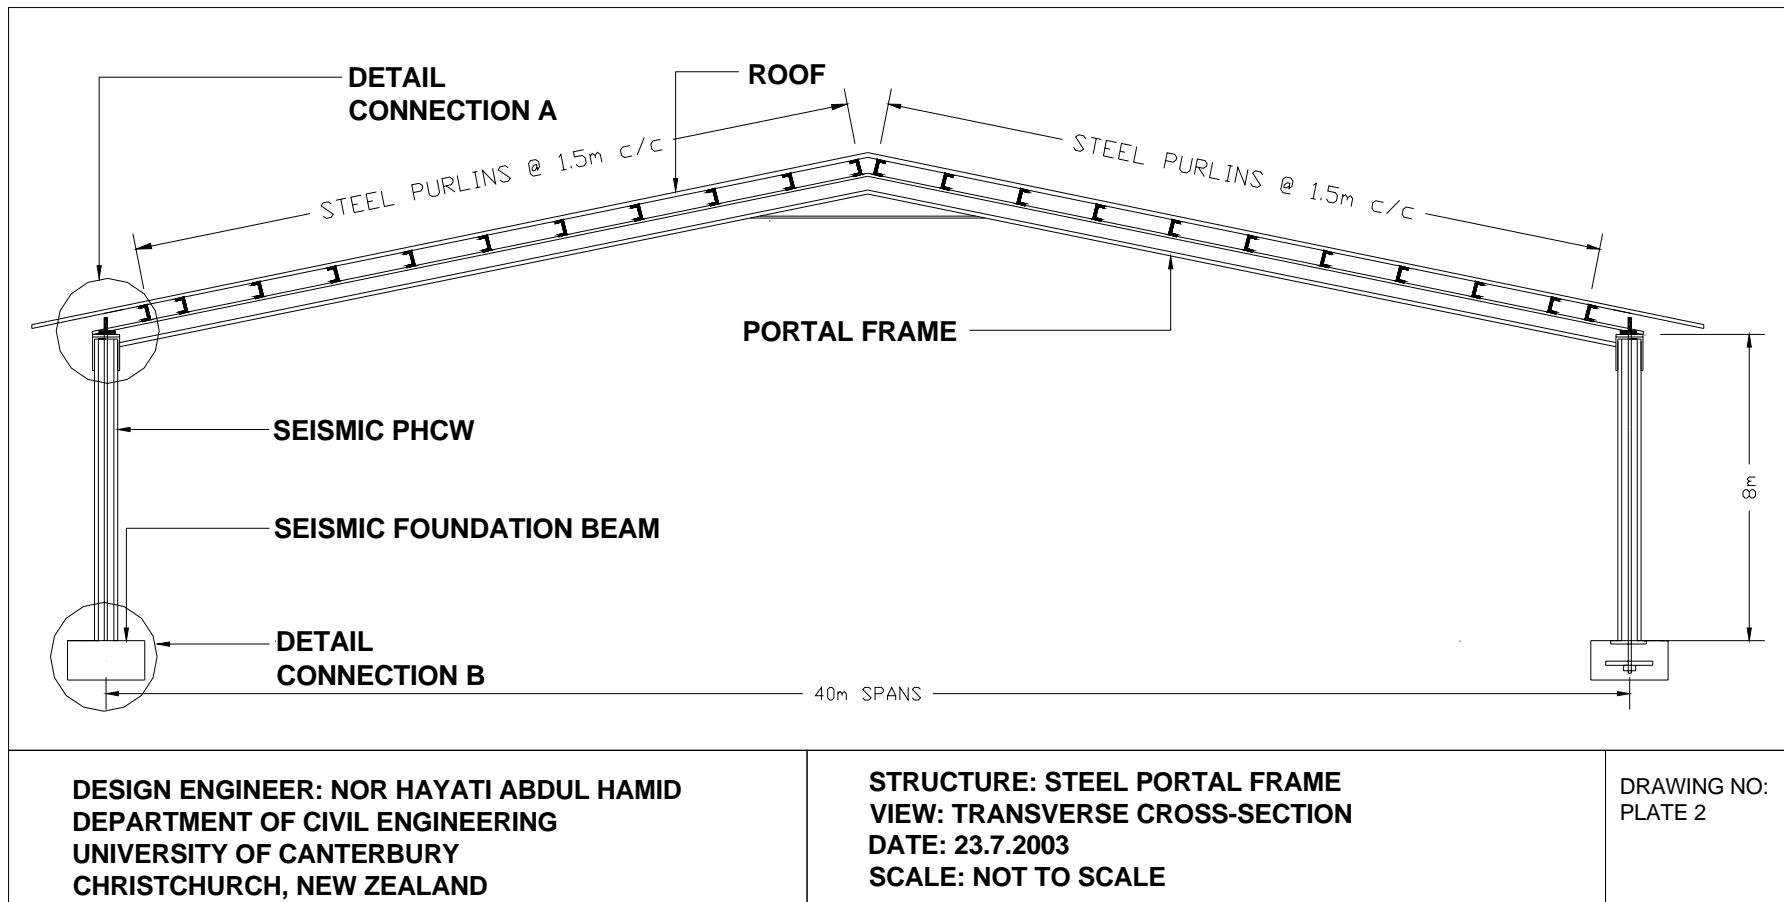 DETAIL
CONNECTION A
ROOF
STEEL PURLINS @ 1.5m c/c
STEEL PURLINS @ 1.5m c/c
PORTAL FRAME
SEISMIC PHCW
8m
SEISMIC FOUNDATION BEAM
DETAIL
CONNECTION B
40m SPANS
DESIGN ENGINEER: NOR HAYATI ABDUL HAMID
DEPARTMENT OF CIVIL ENGINEERING
UNIVERSITY OF CANTERBURY
CHRISTCHURCH, NEW ZEALAND
STRUCTURE: STEEL PORTAL FRAME
VIEW: TRANSVERSE CROSS-SECTION
DATE: 23.7.2003
SCALE: NOT TO SCALE
DRAWING NO:
PLATE 2